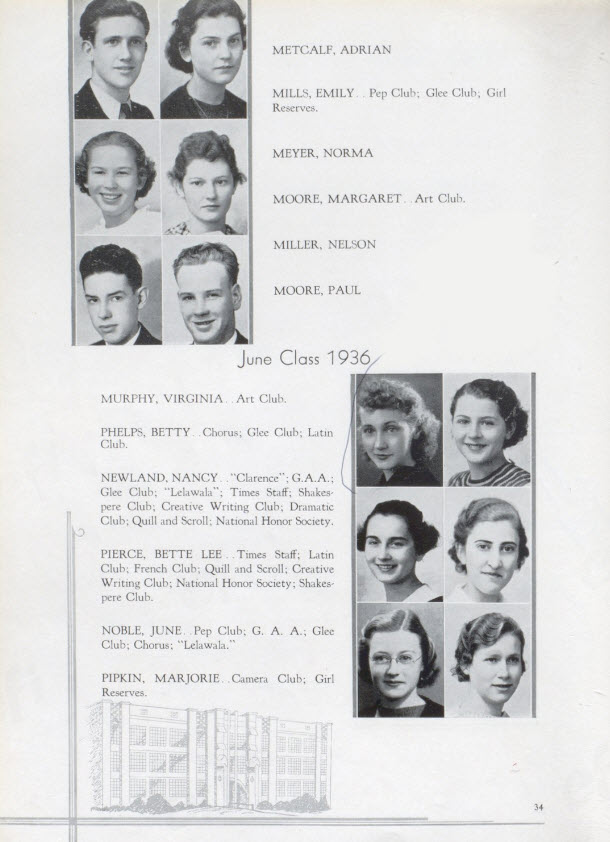 METCALF, ADRIAN
MILLS, EMILY . . Pep Club; Glee Club; Girl
Reserves.
MEYER, NORMA
MOORE, MARGARET . . Art Club.
MILLER, NELSON
MOORE, PAUL
June Class 1936
MURPHY, VIRGINIA . . Art Club.
PHELPS, BETTY . . Chorus; Glee Club; Latin
Club.
NEWLAND, NANCY . . "Clarence"; G.A.A.;
Glee Club; "Lelawala"; Times Staff; Shakes-
pere Club; Creative Writing Club; Dramatic
Club; Quill and Scroll; National Honor Society.
PIERCE, BETTE LEE . . Times Staff; Latin
Club; French Club; Quill and Scroll; Creative
Writing Club; National Honor Society; Shakes-
pere Club.
NOBLE, JUNE . . Pep Club; G. A. A.; Glee
Club; Chorus; "Lelawala."
PIPKIN, MARJORIE . . Camera Club; Girl
Reserves.
34